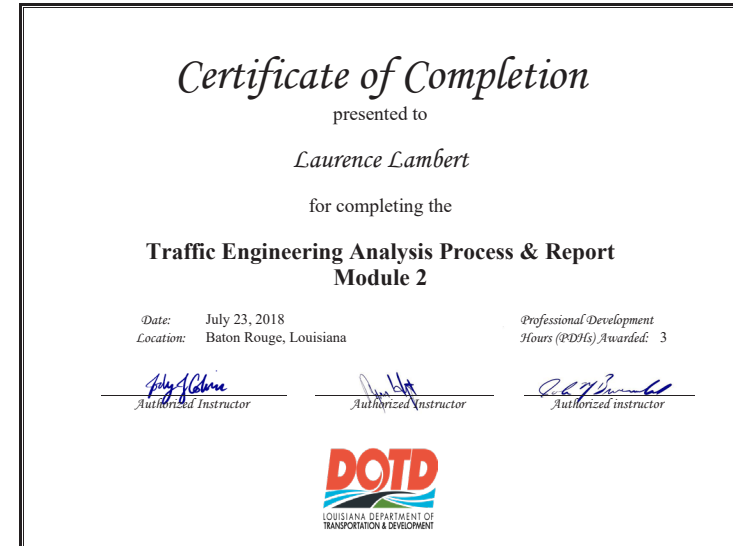 Certificate of Completion
presented to
Laurence Lambert
for completing the
Traffic Engineering Analysis Process & Report
Module 2
Date: July 23, 2018
Location: Baton Rouge, Louisiana
Professional Development
Hours (PDHs) Awarded: 3
Authorized Instructor
Authorized Instructor
Authorized instructor
DOTD
LOUISIANA DEPARTMENT OF
TRANSPORTATION & DEVELOPMENT